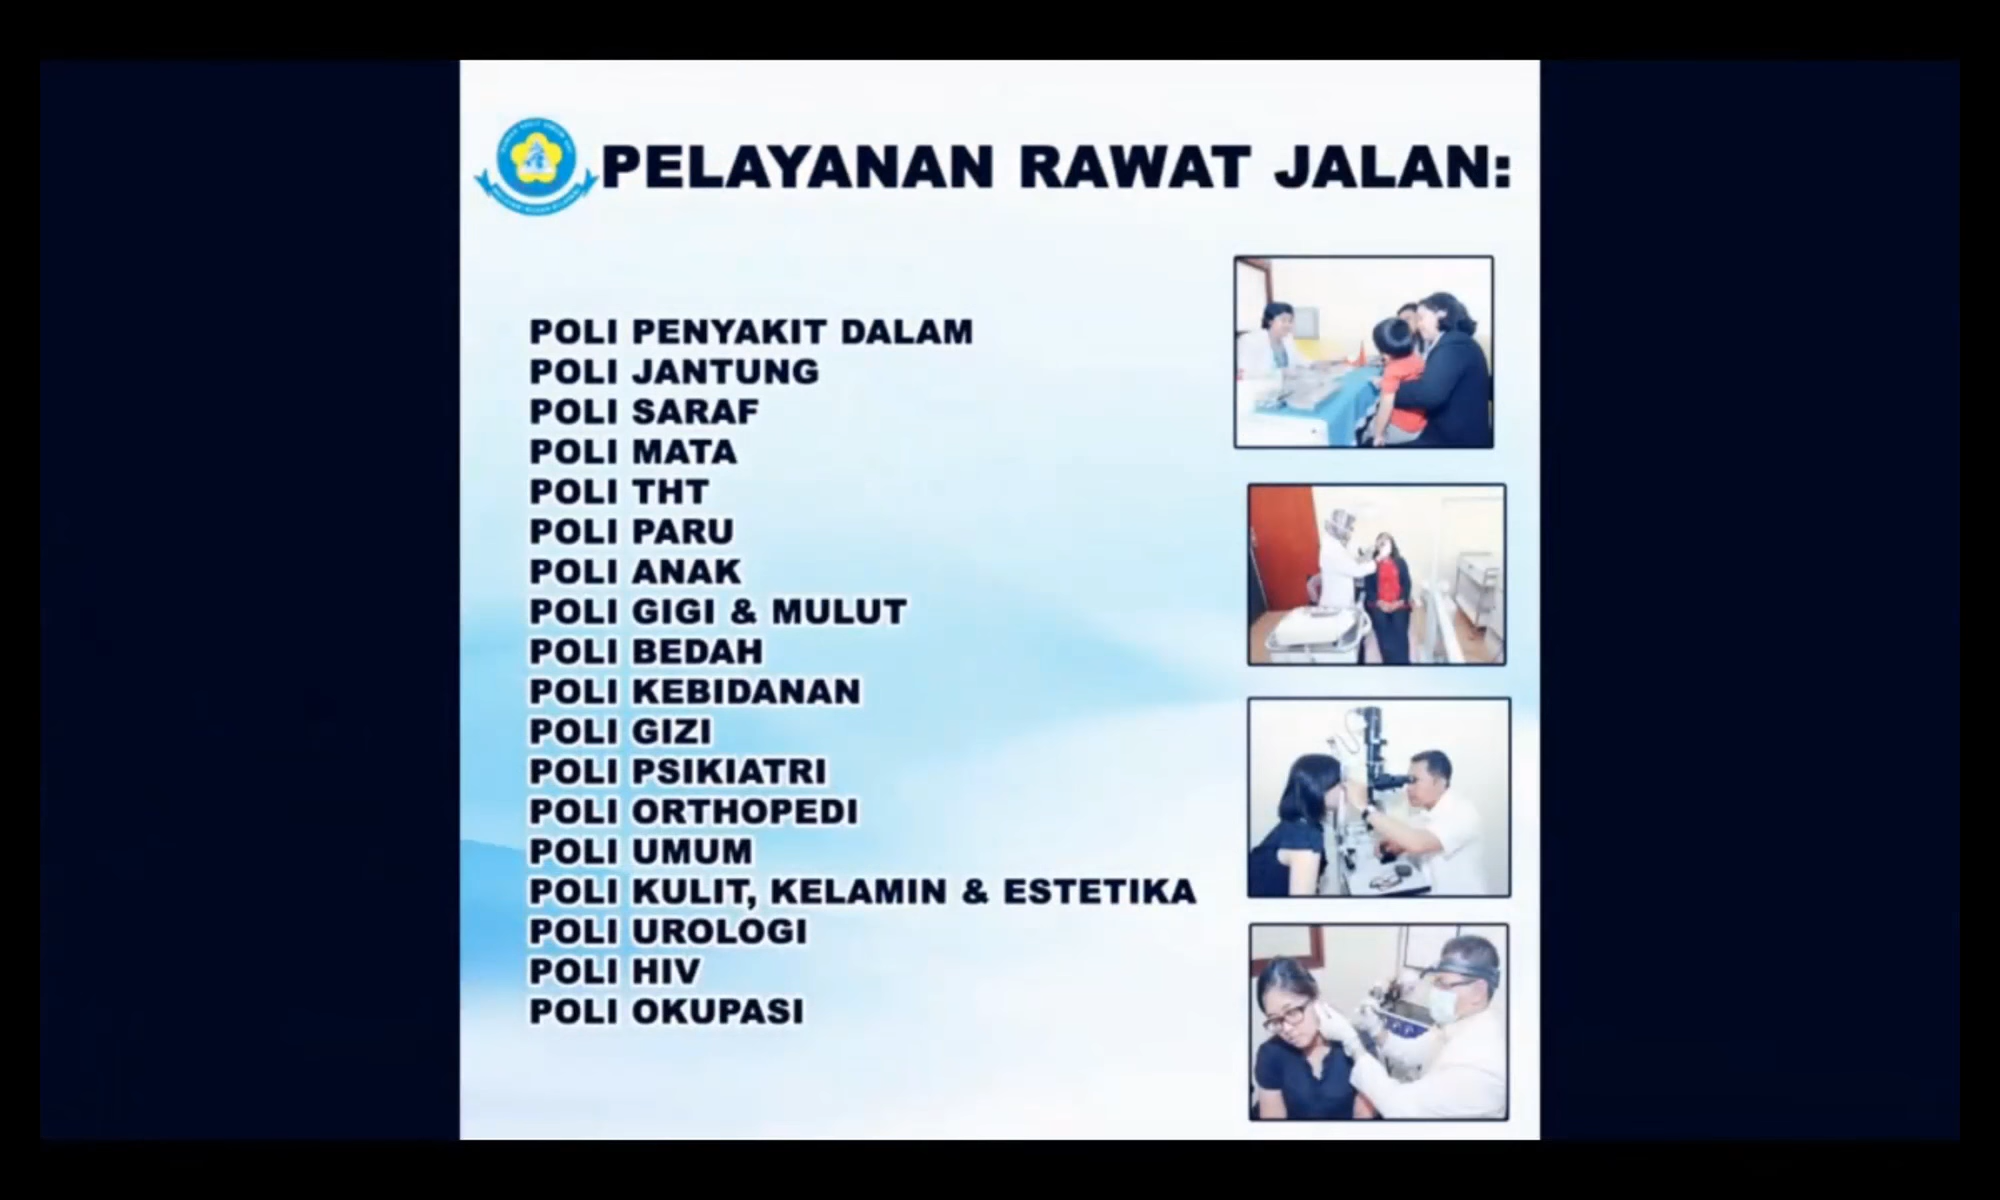 PELAYANAN RAWAT JALAN:
POLI PENYAKIT DALAM
POLI JANTUNG
POLI SARAF
POLI MATA
POLI THT
POLI PARU
POLI ANAK
POLI GIGI & MULUT
POLI BEDAH
POLI KEBIDANAN
POLI GIZI
POLI PSIKIATRI
POLI ORTHOPEDI
POLI UMUM
POLI KULIT, KELAMIN & ESTETIKA
POLI UROLOGI
POLI HIV
POLI OKUPASI